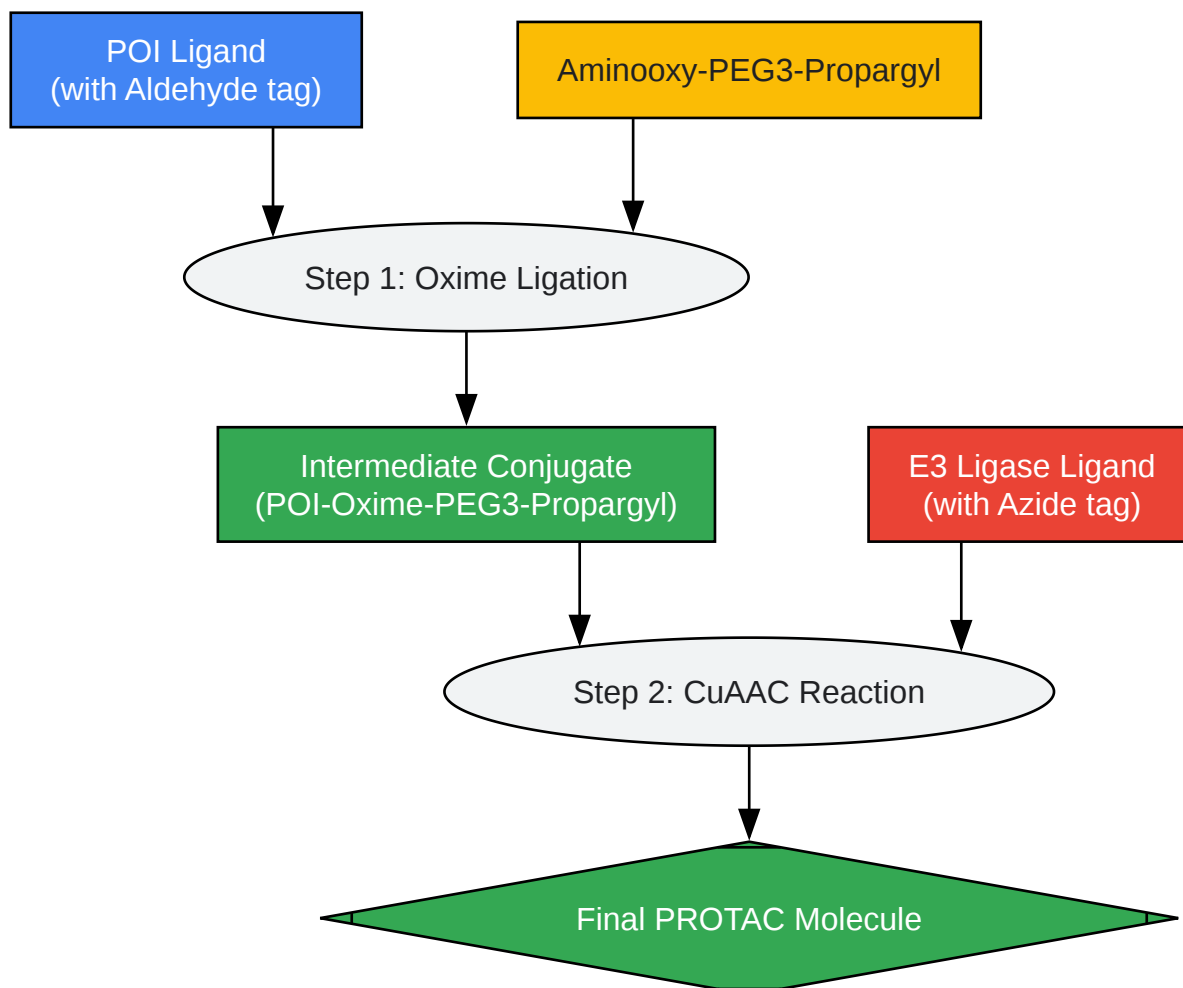 POI Ligand
(with Aldehyde tag)
Aminooxy-PEG3-Propargyl
Step 1: Oxime Ligation
Intermediate Conjugate
(POI-Oxime-PEG3-Propargyl)
E3 Ligase Ligand
(with Azide tag)
Step 2: CuAAC Reaction
Final PROTAC Molecule